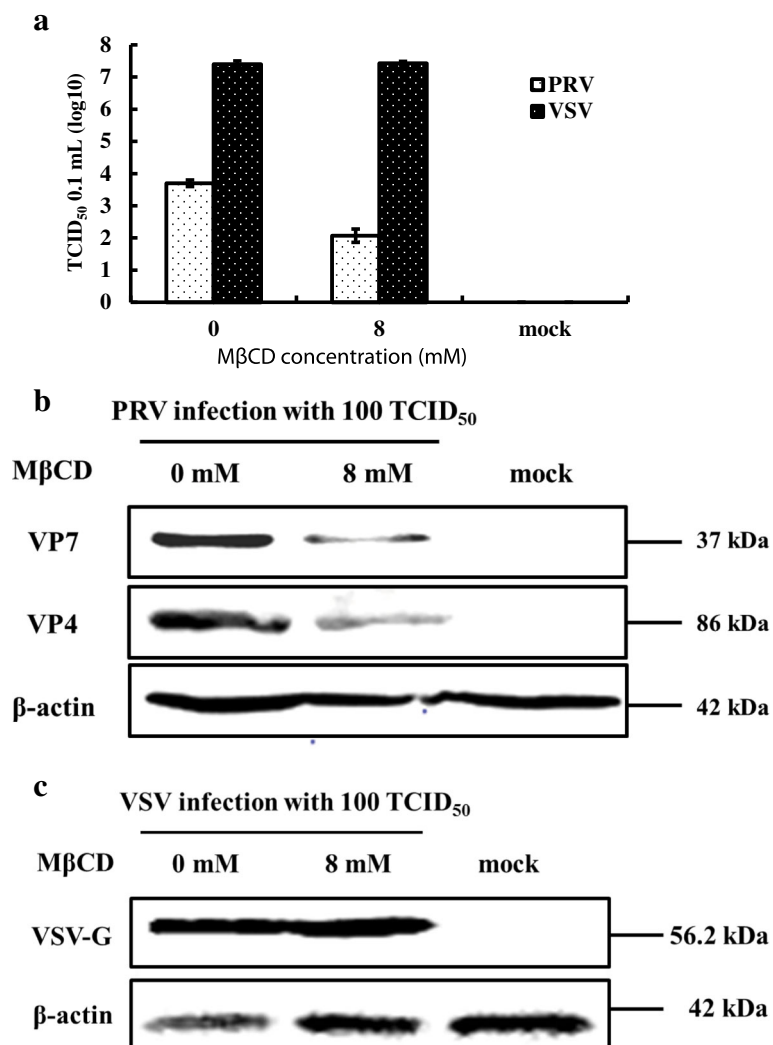 a
TCID50 0.1 mL (log10)
8
7
6
5
4
3
2
1
0
PRV
VSV
0 8 mock
MβCD concentration (mM)
b
PRV infection with 100 TCID50
MβCD 0 mM 8 mM mock
VP7 37 kDa
VP4 86 kDa
β-actin 42 kDa
c
VSV infection with 100 TCID50
MβCD 0 mM 8 mM mock
VSV-G 56.2 kDa
β-actin 42 kDa